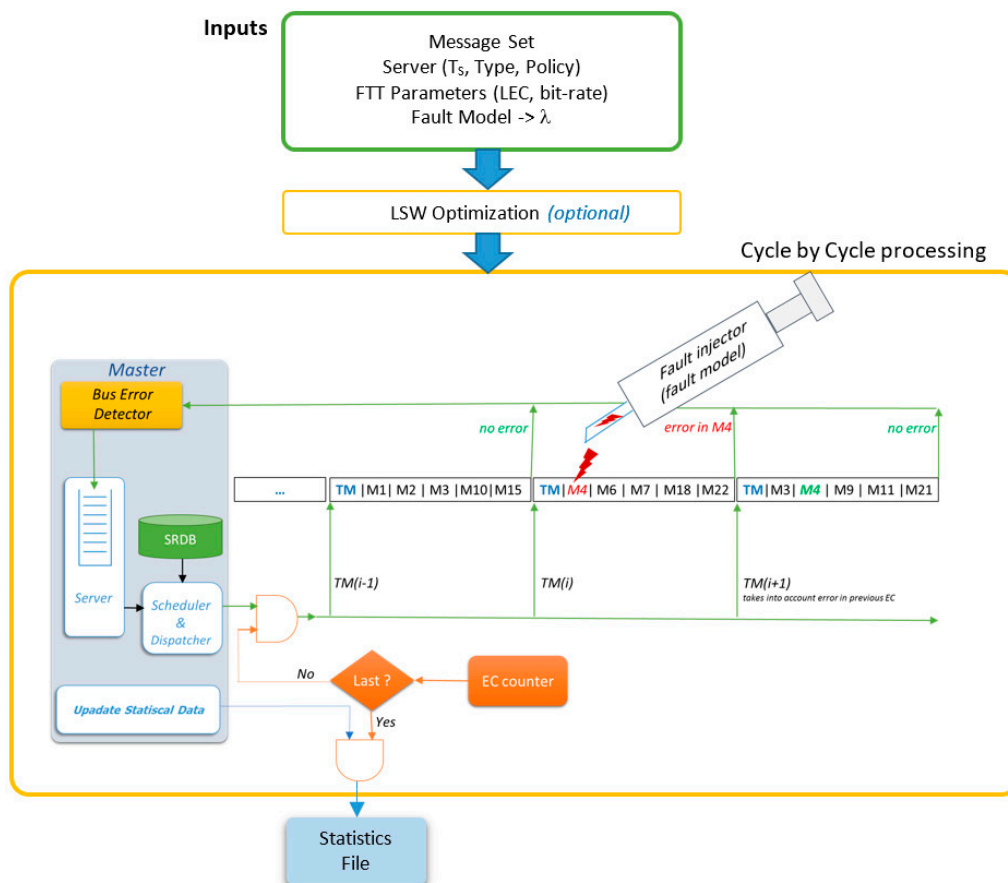 Inputs
Message Set
Server (Tₛ, Type, Policy)
FTT Parameters (LEC, bit-rate)
Fault Model -> λ
LSW Optimization (optional)
Cycle by Cycle processing
Fault injector
(fault model)
Master
Bus Error
Detector
no error
error in M4
no error
...
TM |M1| M2 | M3 |M10|M15
TM|M4| M6 | M7 | M18 | M22
TM |M3 | M4 | M9 | M11 |M21
SRDB
Server
Scheduler
&
Dispatcher
TM(i-1)
TM(i)
TM(i+1)
takes into account error in previous EC
No
Last ?
EC counter
Yes
Upadate Statiscal Data
Statistics
File